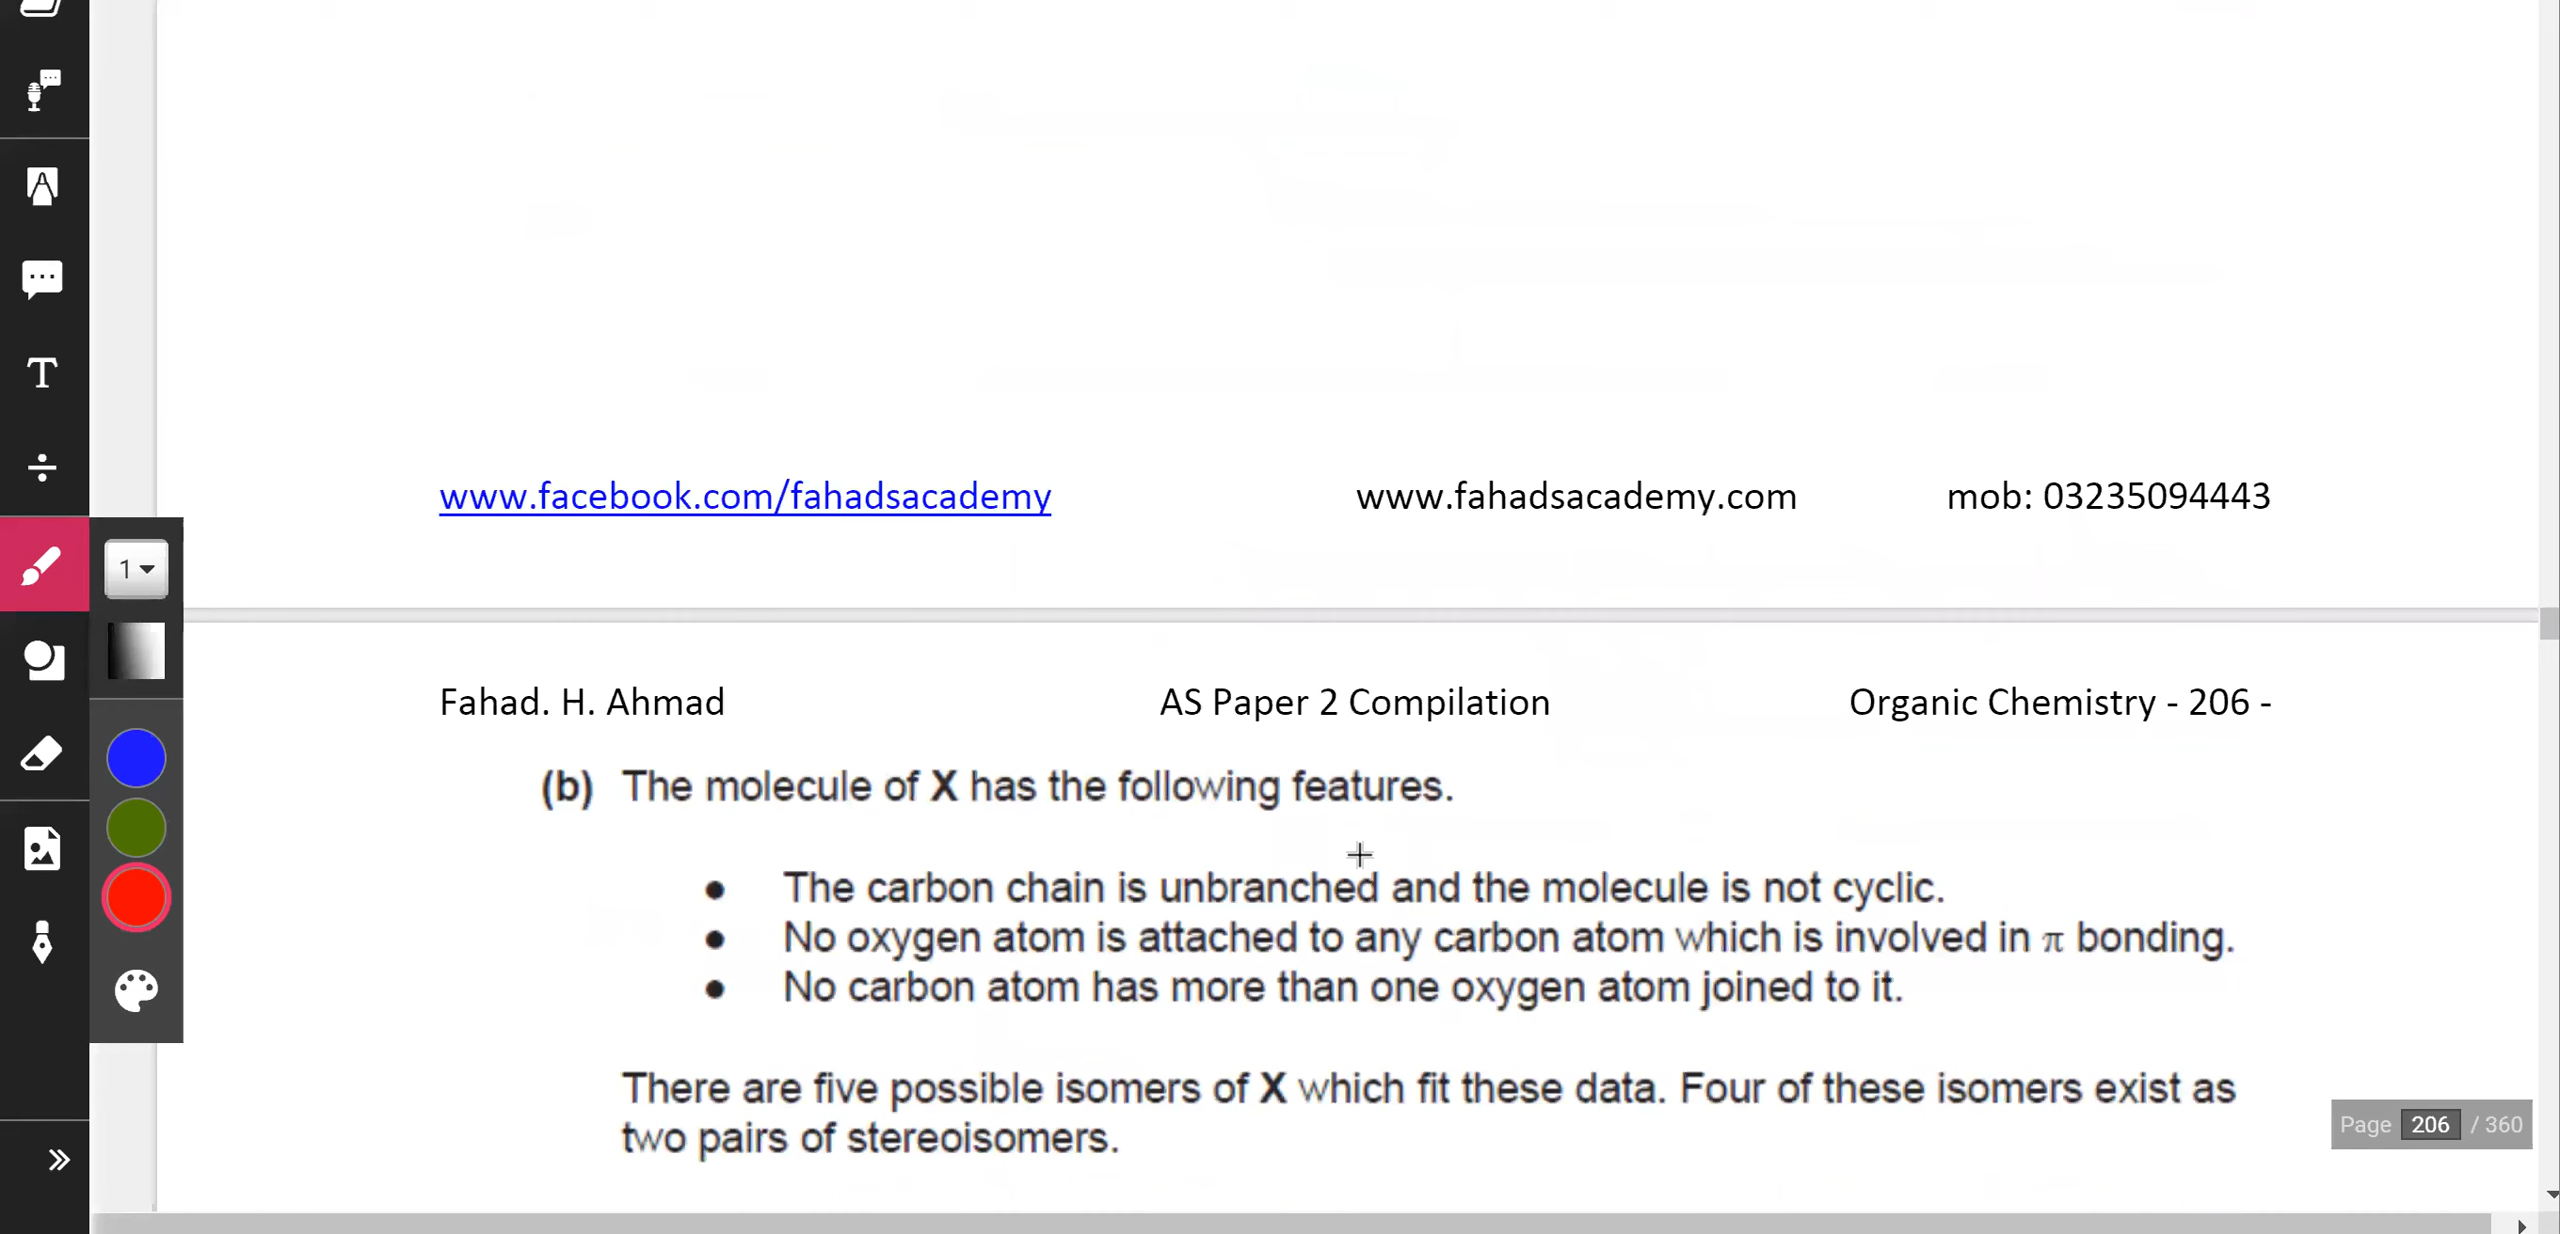 www.facebook.com/fahadsacademy www.fahadsacademy.com mob: 03235094443
1
Fahad. H. Ahmad AS Paper 2 Compilation Organic Chemistry - 206 -
(b) The molecule of X has the following features.
• The carbon chain is unbranched and the molecule is not cyclic.
• No oxygen atom is attached to any carbon atom which is involved in π bonding.
• No carbon atom has more than one oxygen atom joined to it.
There are five possible isomers of X which fit these data. Four of these isomers exist as
two pairs of stereoisomers.
Page 206 / 360